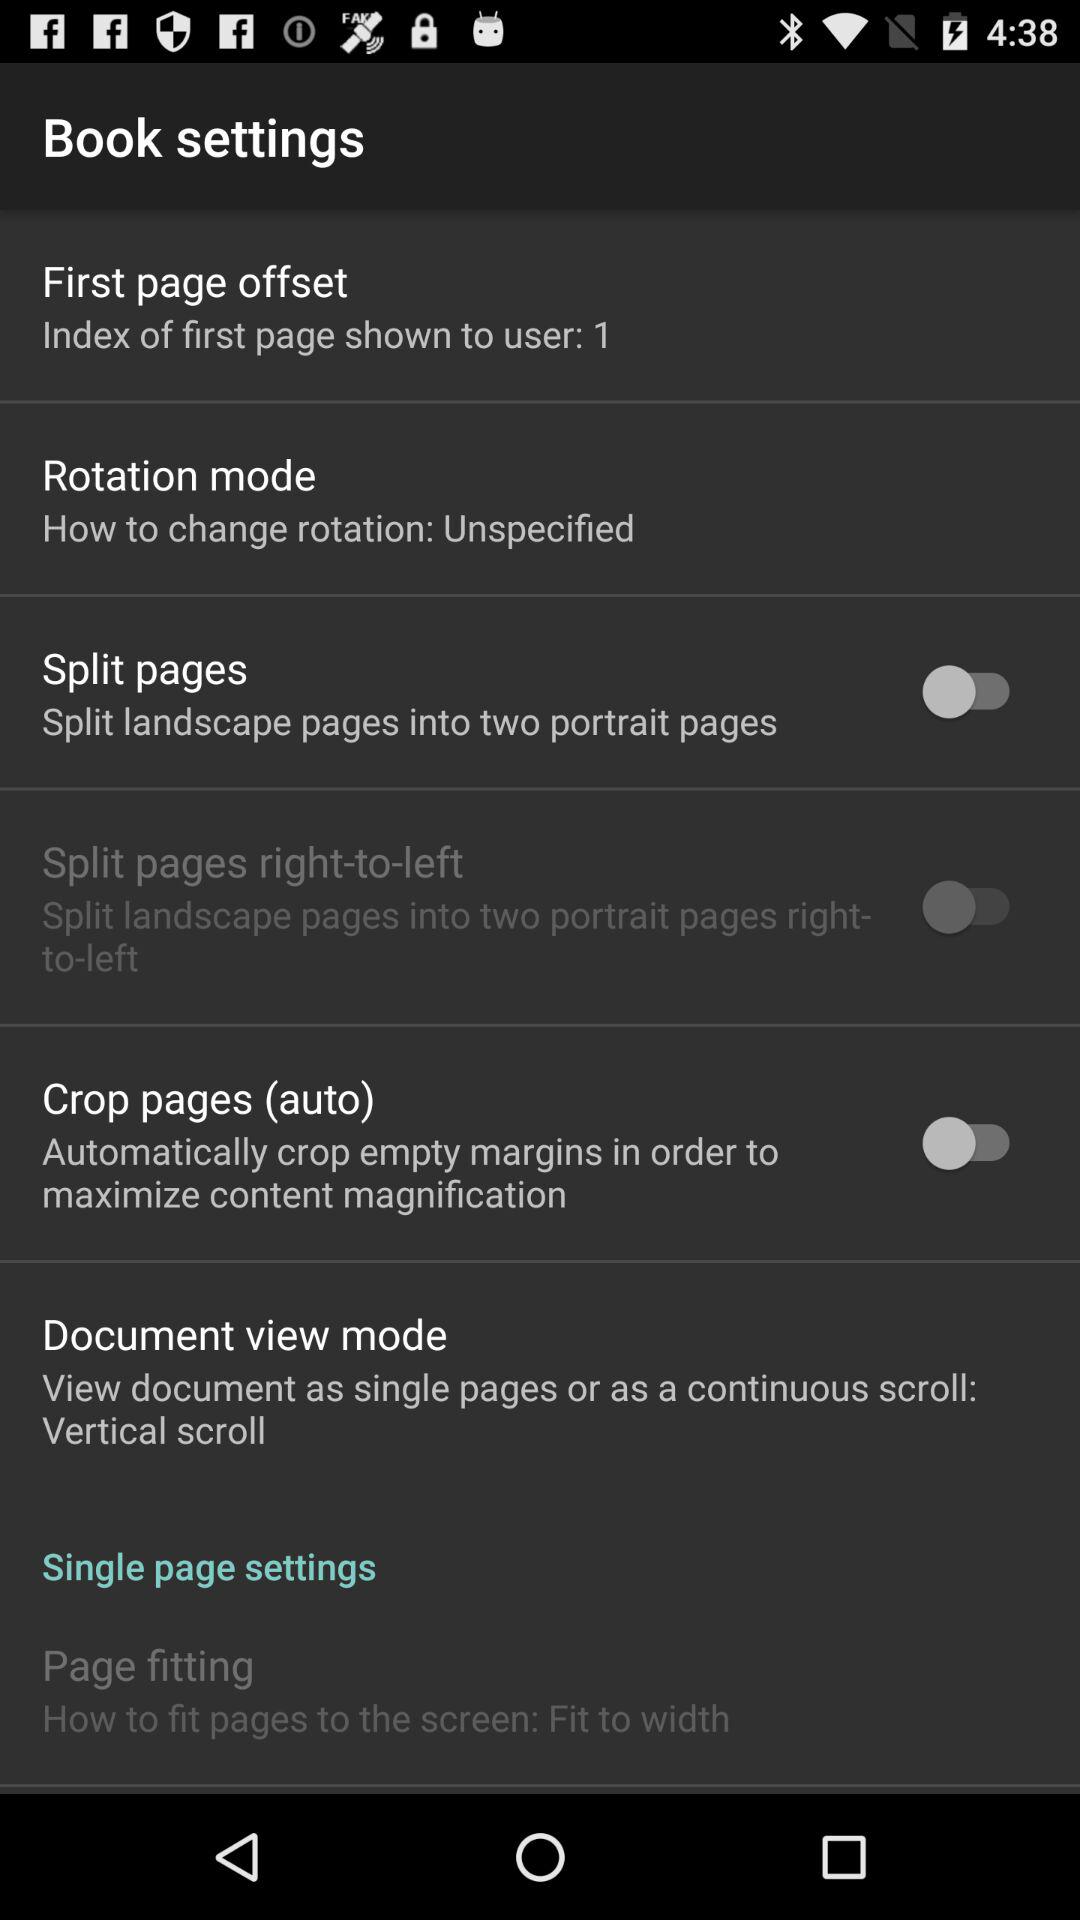 FAKE
4:38
Book settings
First page offset
Index of first page shown to user: 1
Rotation mode
How to change rotation: Unspecified
Split pages
Split landscape pages into two portrait pages
Split pages right-to-left
Split landscape pages into two portrait pages right-
to-left
Crop pages (auto)
Automatically crop empty margins in order to
maximize content magnification
Document view mode
View document as single pages or as a continuous scroll:
Vertical scroll
Single page settings
Page fitting
How to fit pages to the screen: Fit to width